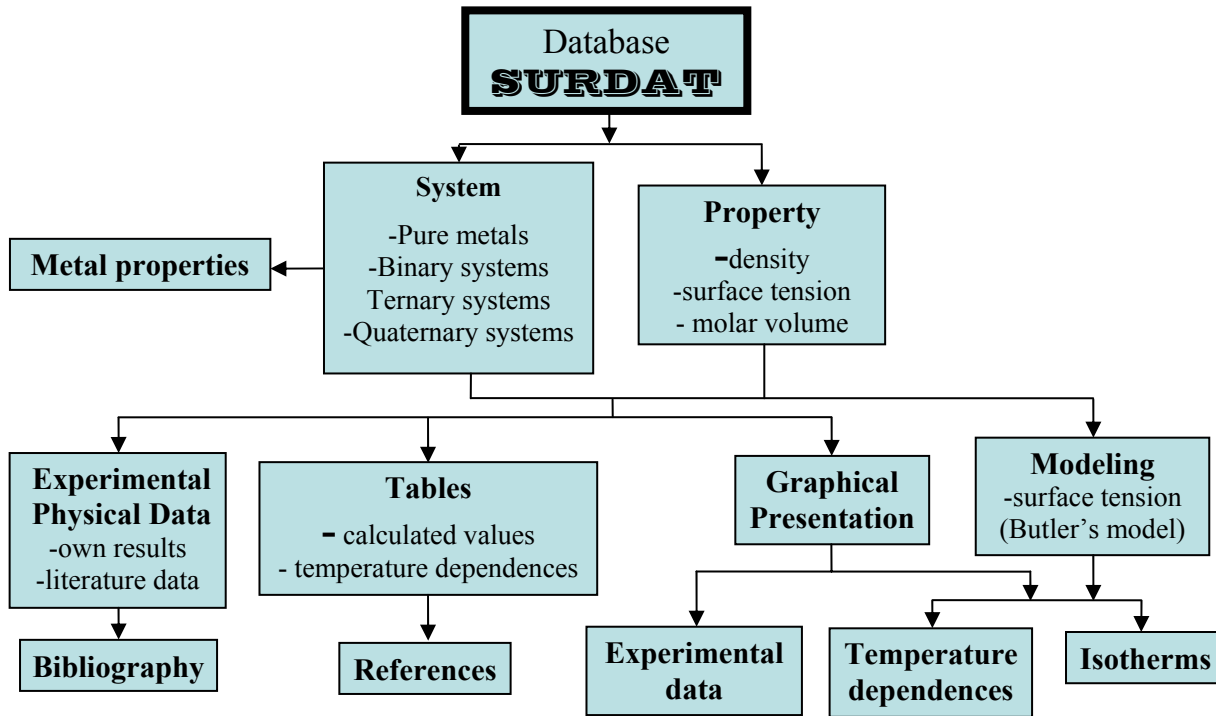 Database
SURDAT
System
-Pure metals
-Binary systems
Ternary systems
-Quaternary systems
Property
-density
-surface tension
- molar volume
Metal properties
Experimental
Physical Data
-own results
-literature data
Tables
- calculated values
- temperature dependences
Graphical
Presentation
Modeling
-surface tension
(Butler’s model)
Bibliography
References
Experimental
data
Temperature
dependences
Isotherms